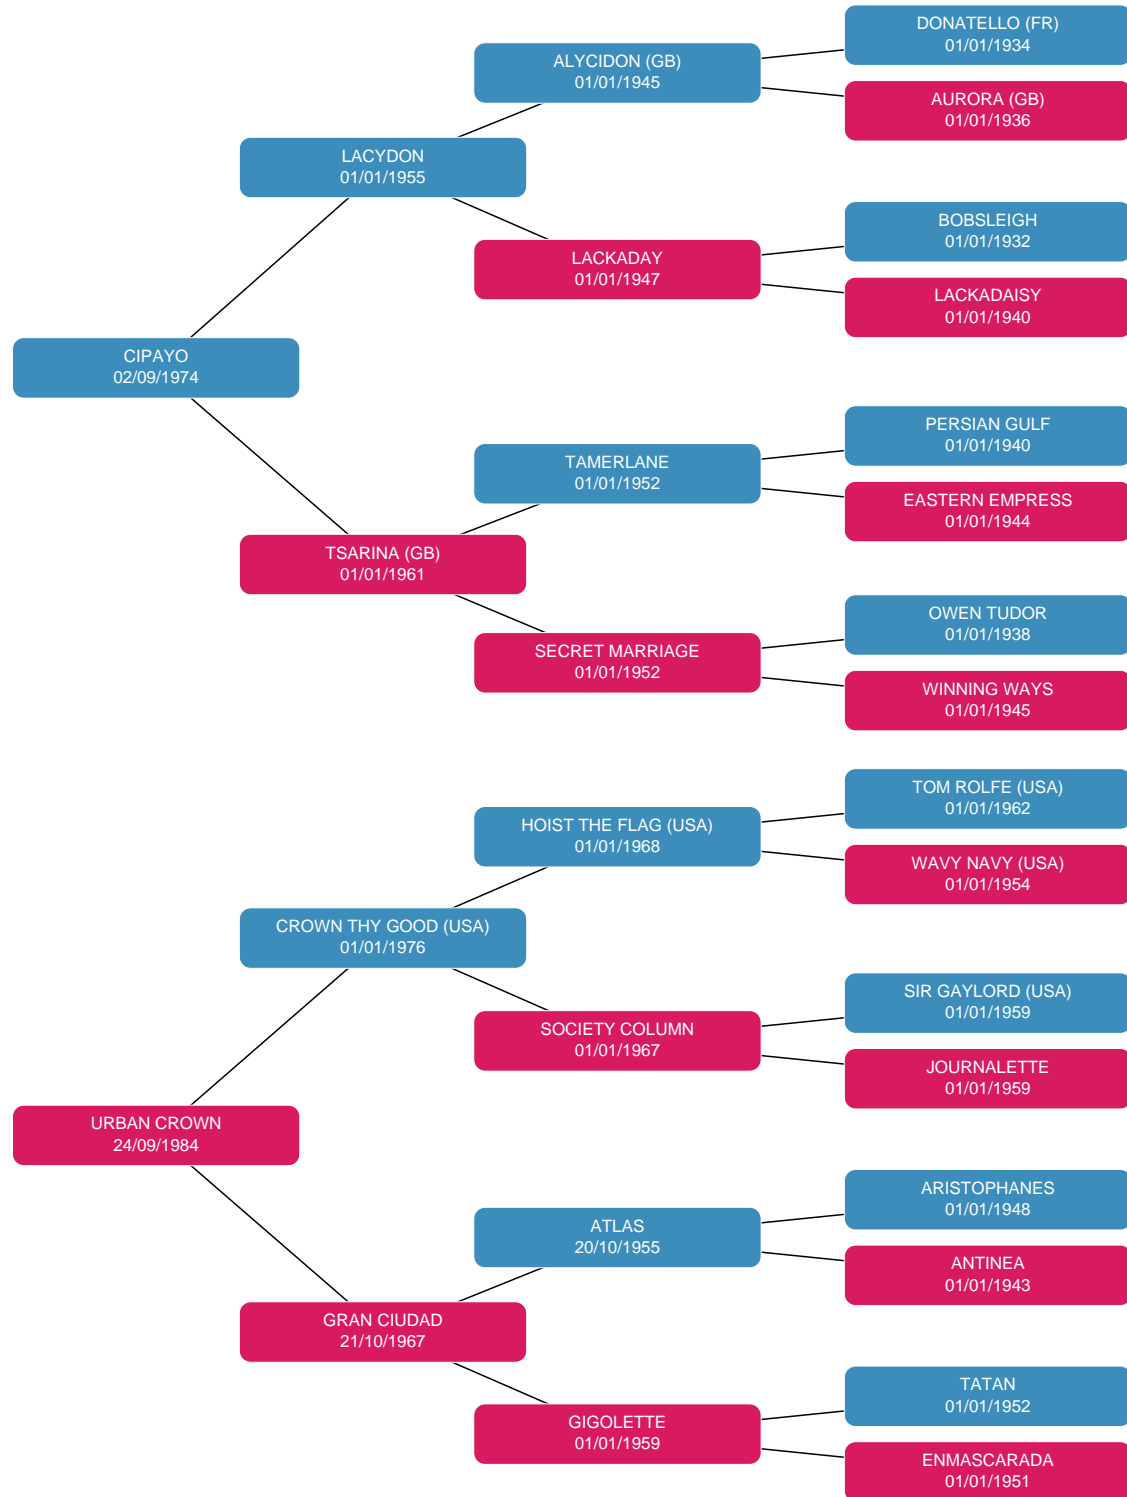 DONATELLO (FR)
01/01/1934
ALYCIDON (GB)
01/01/1945
AURORA (GB)
01/01/1936
LACYDON
01/01/1955
BOBSLEIGH
01/01/1932
LACKADAY
01/01/1947
LACKADAISY
01/01/1940
CIPAYO
02/09/1974
PERSIAN GULF
01/01/1940
TAMERLANE
01/01/1952
EASTERN EMPRESS
01/01/1944
TSARINA (GB)
01/01/1961
OWEN TUDOR
01/01/1938
SECRET MARRIAGE
01/01/1952
WINNING WAYS
01/01/1945
TOM ROLFE (USA)
01/01/1962
HOIST THE FLAG (USA)
01/01/1968
WAVY NAVY (USA)
01/01/1954
CROWN THY GOOD (USA)
01/01/1976
SIR GAYLORD (USA)
01/01/1959
SOCIETY COLUMN
01/01/1967
JOURNALETTE
01/01/1959
URBAN CROWN
24/09/1984
ARISTOPHANES
01/01/1948
ATLAS
20/10/1955
ANTINEA
01/01/1943
GRAN CIUDAD
21/10/1967
TATAN
01/01/1952
GIGOLETTE
01/01/1959
ENMASCARADA
01/01/1951